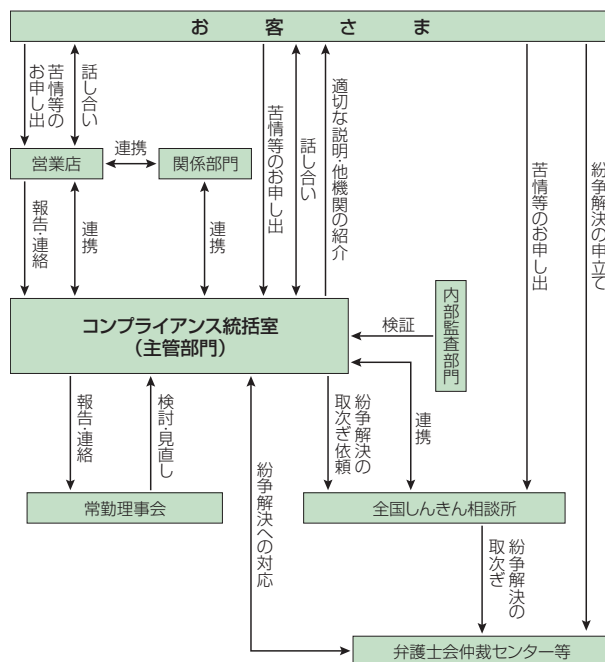 お客さま
苦情等の
お申し出
話し合い
苦情等のお申し出
話し合い
適切な説明・他機関の紹介
苦情等のお申し出
紛争解決の申立て
営業店
連携
関係部門
報告・連絡
連携
連携
コンプライアンス統括室
（主管部門）
検証
内部監査部門
報告・連絡
検討・見直し
紛争解決への対応
紛争解決の
取次ぎ依頼
連携
常勤理事会
全国しんきん相談所
紛争解決の
取次ぎ
弁護士会仲裁センター等